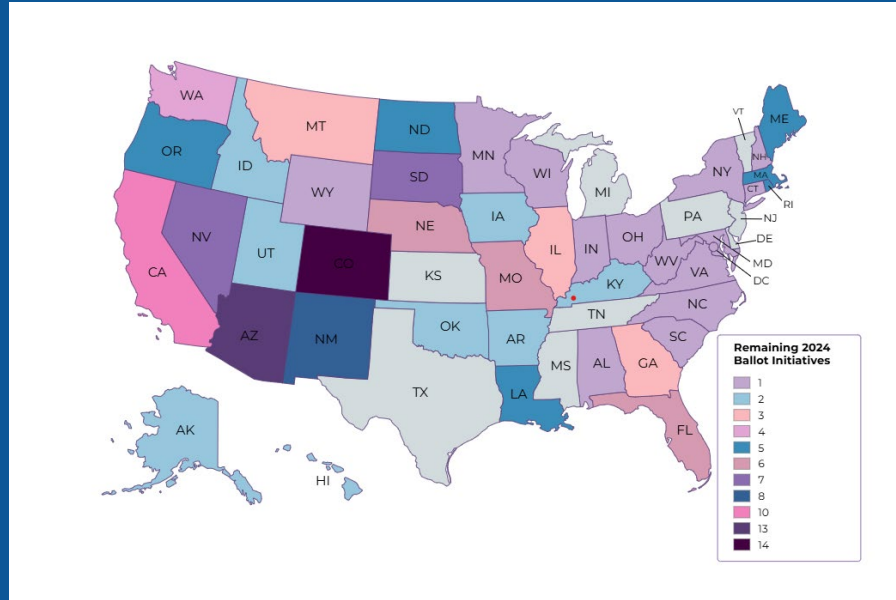 WA
MT
ND
MN
VT
ME
OR
ID
SD
WI
MI
NY
NH
MA
CT
RI
WY
NE
IA
PA
NJ
NV
UT
CO
KS
MO
IL
IN
OH
WV
VA
DE
MD
DC
CA
KY
AZ
NM
OK
AR
TN
NC
SC
TX
LA
MS
AL
GA
FL
AK
HI
Remaining 2024
Ballot Initiatives
1
2
3
4
5
6
7
8
10
13
14